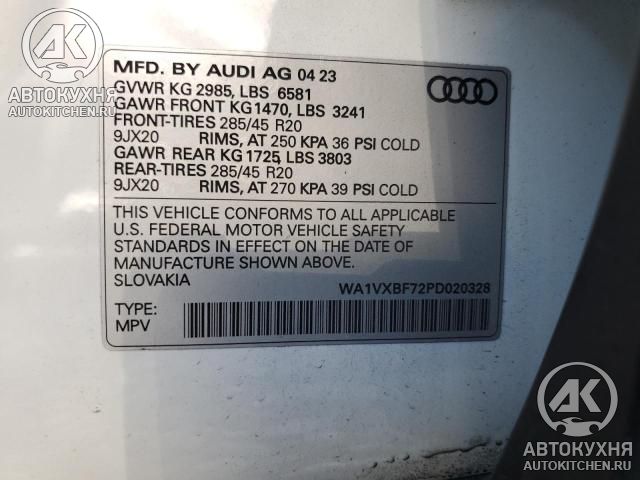 MFD. BY AUDI AG 04 23
GVWR KG 2985, LBS 6581
GAWR FRONT KG1470, LBS 3241
FRONT-TIRES 285/45 R20
9JX20 RIMS, AT 250 KPA 36 PSI COLD
GAWR REAR KG 1725, LBS 3803
REAR-TIRES 285/45 R20
9JX20 RIMS, AT 270 KPA 39 PSI COLD
THIS VEHICLE CONFORMS TO ALL APPLICABLE
U.S. FEDERAL MOTOR VEHICLE SAFETY
STANDARDS IN EFFECT ON THE DATE OF
MANUFACTURE SHOWN ABOVE.
SLOVAKIA
WA1VXBF72PD020328
TYPE:
MPV
АК
АВТОКУХНЯ
AUTOKITCHEN.RU
АК
АВТОКУХНЯ
AUTOKITCHEN.RU